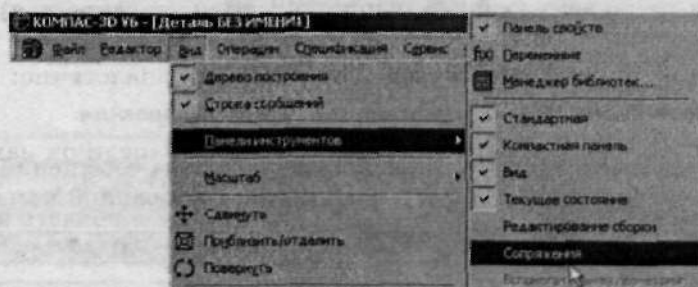 КОМПАС-3D V6 - [Деталь БЕЗ ИМЕНИ1]
Файл Редактор Вид Операции Спецификация Сервис
Дерево построения
Строка сообщений
Панели инструментов
Масштаб
Сдвинуть
Приблизить/отдалить
Повернуть
Панель свойств
f(x) Переменные
Менеджер библиотек...
Стандартная
Компактная панель
Вид
Текущее состояние
Редактирование сборки
Сопряжения